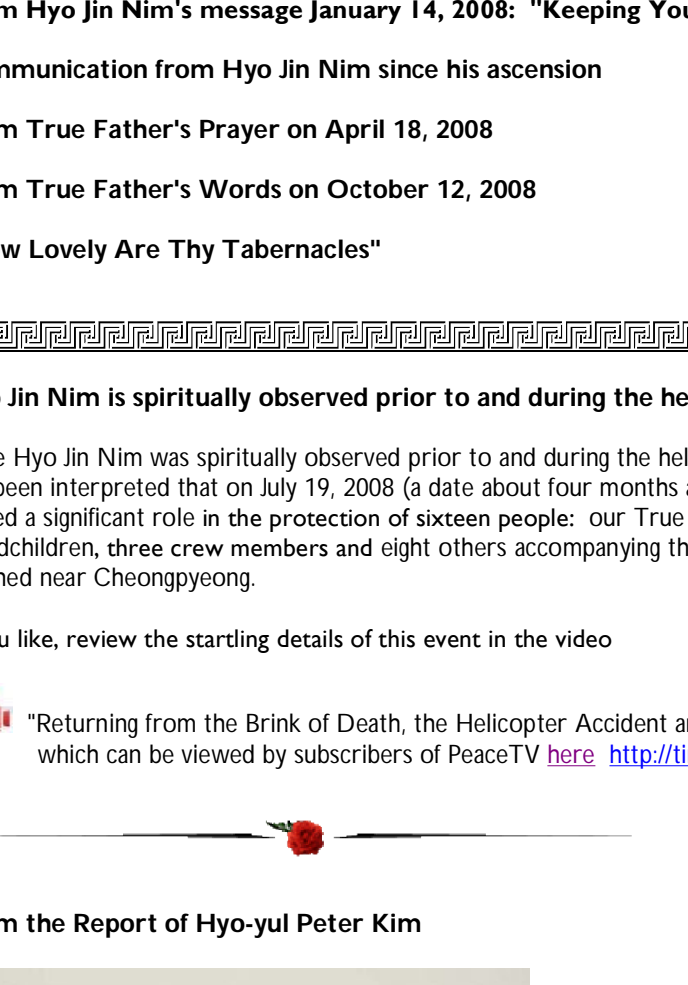 m Hyo Jin Nim's message January 14, 2008: "Keeping You
mmunication from Hyo Jin Nim since his ascension
m True Father's Prayer on April 18, 2008
m True Father's Words on October 12, 2008
w Lovely Are Thy Tabernacles"
Jin Nim is spiritually observed prior to and during the he
e Hyo Jin Nim was spiritually observed prior to and during the hel
been interpreted that on July 19, 2008 (a date about four months a
ed a significant role in the protection of sixteen people: our True
dchildren, three crew members and eight others accompanying th
hed near Cheongpyeong.
u like, review the startling details of this event in the video
"Returning from the Brink of Death, the Helicopter Accident a
which can be viewed by subscribers of PeaceTV here http://ti
m the Report of Hyo-yul Peter Kim